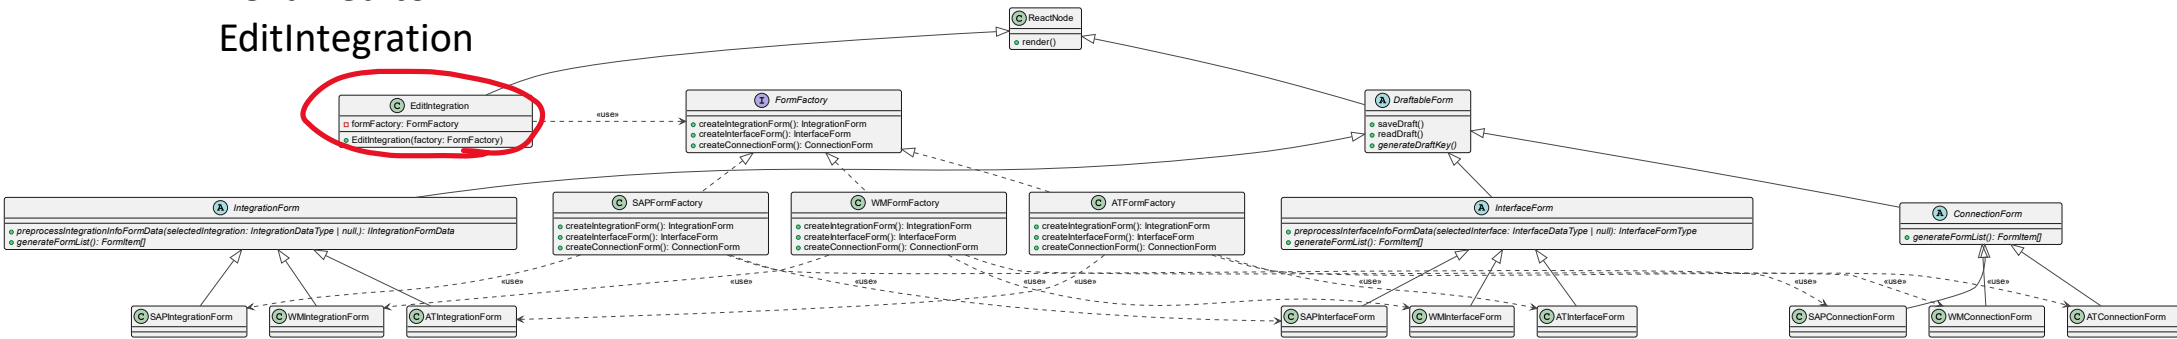 EditIntegration
C ReactNode
render()
C EditIntegration
formFactory: FormFactory
EditIntegration(factory: FormFactory)
«use»
I FormFactory
createIntegrationForm(): IntegrationForm
createInterfaceForm(): InterfaceForm
createConnectionForm(): ConnectionForm
A DraftableForm
saveDraft()
readDraft()
generateDraftKey()
A IntegrationForm
preprocessIntegrationInfoFormData(selectedIntegration: IntegrationDataType | null,): IIntegrationFormData
generateFormList(): FormItem[]
C SAPFormFactory
createIntegrationForm(): IntegrationForm
createInterfaceForm(): InterfaceForm
createConnectionForm(): ConnectionForm
C WMFormFactory
createIntegrationForm(): IntegrationForm
createInterfaceForm(): InterfaceForm
createConnectionForm(): ConnectionForm
C ATFormFactory
createIntegrationForm(): IntegrationForm
createInterfaceForm(): InterfaceForm
createConnectionForm(): ConnectionForm
A InterfaceForm
preprocessInterfaceInfoFormData(selectedInterface: InterfaceDataType | null): InterfaceFormType
generateFormList(): FormItem[]
A ConnectionForm
generateFormList(): FormItem[]
«use»
«use»
«use»
«use»
«use»
«use»
«use»
«use»
«use»
C SAPIntegrationForm
C WMIntegrationForm
C ATIntegrationForm
C SAPInterfaceForm
C WMInterfaceForm
C ATInterfaceForm
C SAPConnectionForm
C WMConnectionForm
C ATConnectionForm